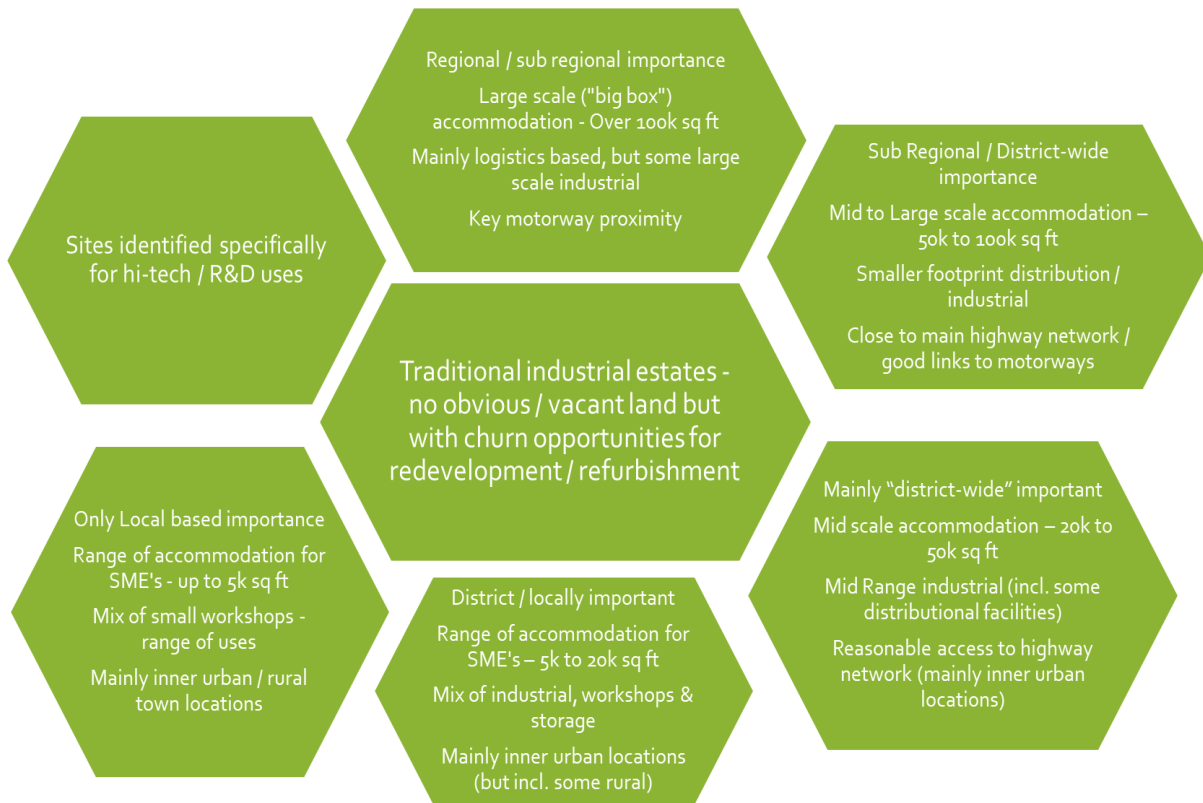 Regional / sub regional importance
Large scale ("big box")
accommodation - Over 100k sq ft
Mainly logistics based, but some large
scale industrial
Key motorway proximity
Sub Regional / District-wide
importance
Mid to Large scale accommodation –
50k to 100k sq ft
Smaller footprint distribution /
industrial
Close to main highway network /
good links to motorways
Sites identified specifically
for hi-tech / R&D uses
Traditional industrial estates -
no obvious / vacant land but
with churn opportunities for
redevelopment / refurbishment
Mainly “district-wide” important
Mid scale accommodation – 20k to
50k sq ft
Mid Range industrial (incl. some
distributional facilities)
Reasonable access to highway
network (mainly inner urban
locations)
Only Local based importance
Range of accommodation for
SME's - up to 5k sq ft
Mix of small workshops -
range of uses
Mainly inner urban / rural
town locations
District / locally important
Range of accommodation for
SME's – 5k to 20k sq ft
Mix of industrial, workshops &
storage
Mainly inner urban locations
(but incl. some rural)